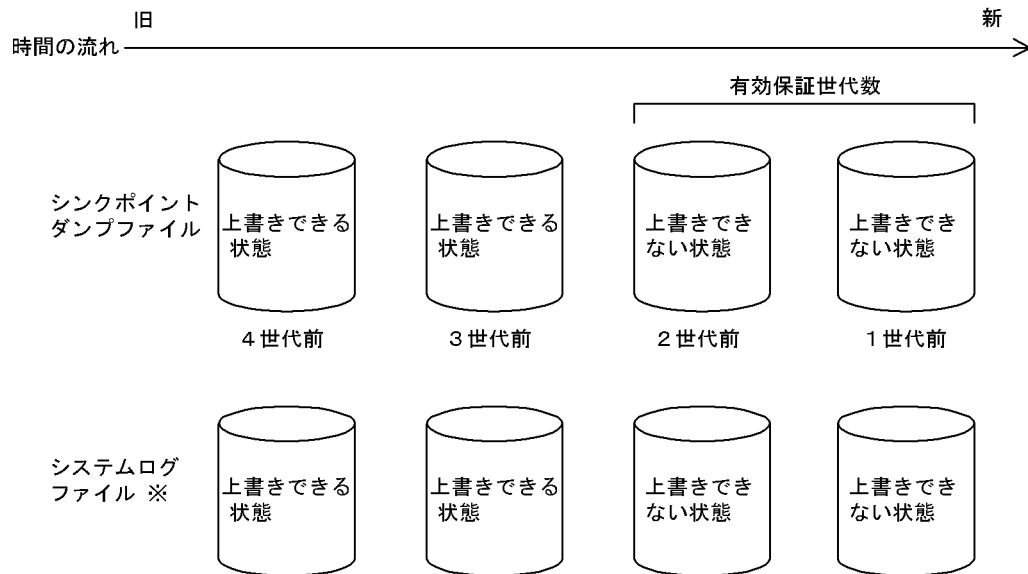 旧
新
時間の流れ
有効保証世代数
シンクポイント
ダンプファイル
上書きできる
状態
上書きできる
状態
上書きでき
ない状態
上書きでき
ない状態
4世代前
3世代前
2世代前
1世代前
システムログ
ファイル ※
上書きできる
状態
上書きできる
状態
上書きでき
ない状態
上書きでき
ない状態